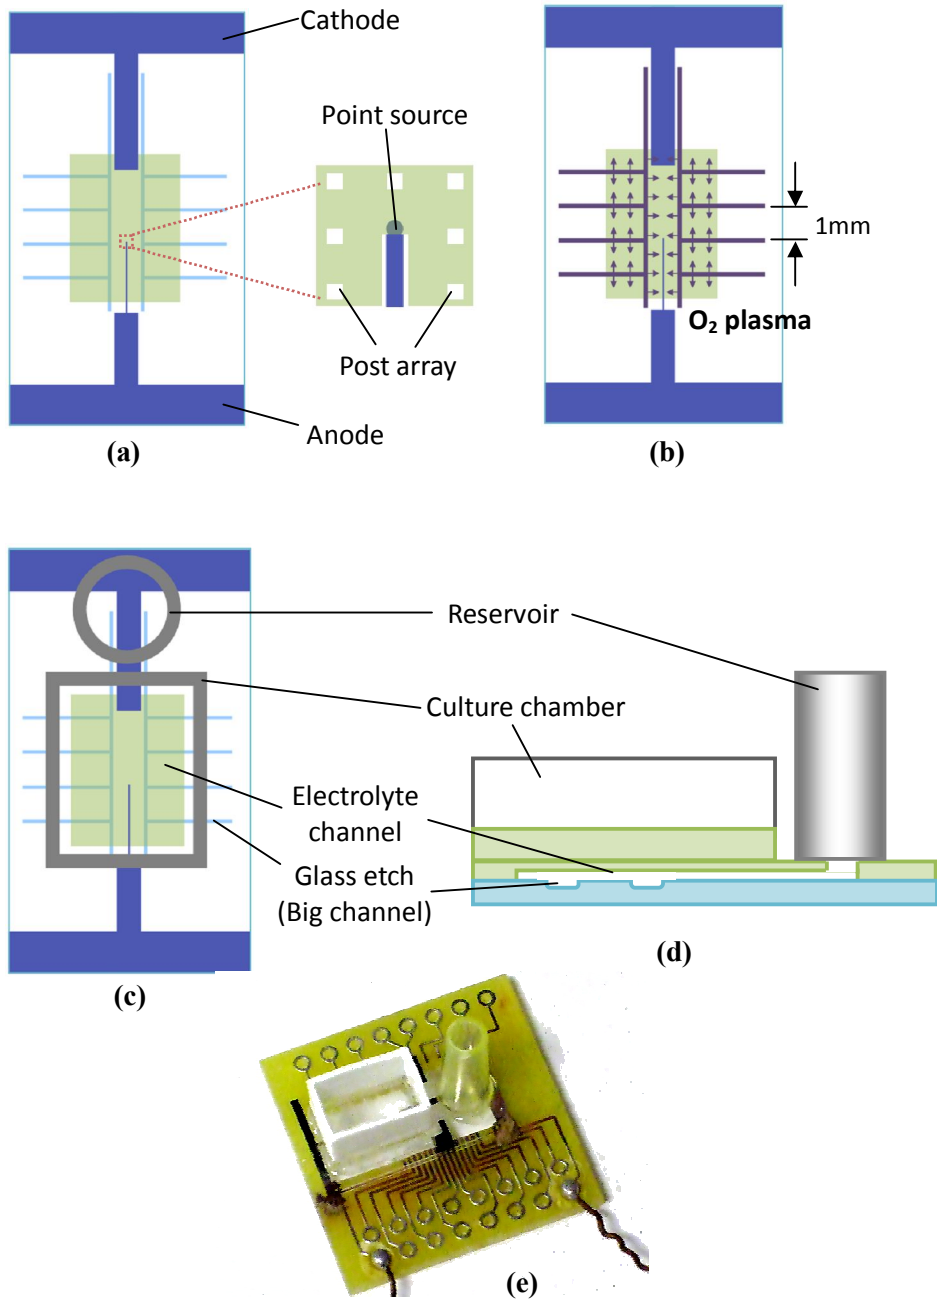 Cathode
Point source
Post array
Anode
(a)
1mm
O₂ plasma
(b)
Reservoir
Culture chamber
Electrolyte
channel
Glass etch
(Big channel)
(c)
(d)
(e)